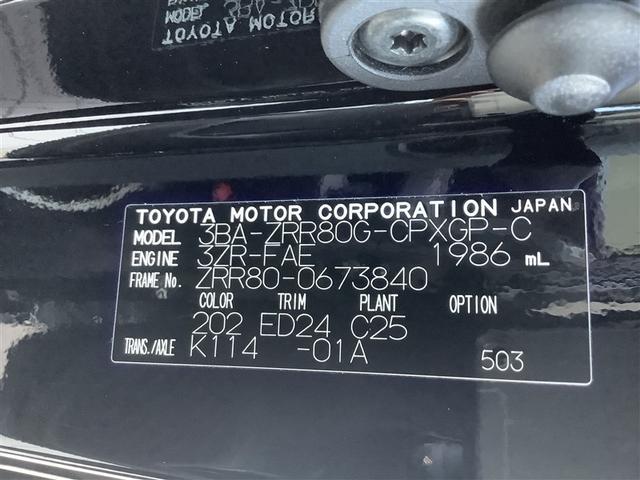 TOYOTA MOTOR CORPORATION JAPAN
MODEL 3BA-ZRR80G-CPXGP-C
ENGINE 3ZR-FAE 1986 mL
FRAME No. ZRR80-0673840
COLOR TRIM PLANT OPTION
202 ED24 C25
TRANS./AXLE K114 -01A 503